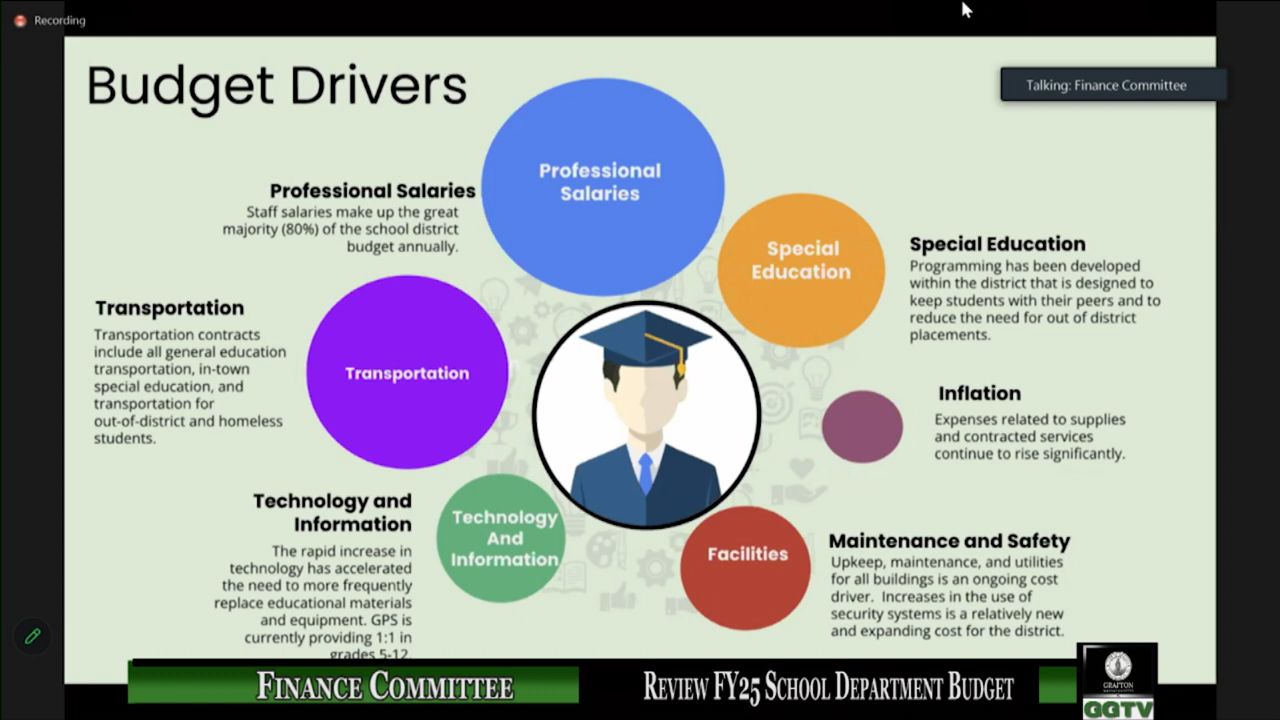 Recording
Budget Drivers
Talking: Finance Committee
Professional
Salaries
Professional Salaries
Staff salaries make up the great
majority (80%) of the school district
budget annually.
Special
Education
Special Education
Programming has been developed
within the district that is designed to
keep students with their peers and to
reduce the need for out of district
placements.
Transportation
Transportation contracts
include all general education
transportation, in-town
special education, and
transportation for
out-of-district and homeless
students.
Transportation
Inflation
Expenses related to supplies
and contracted services
continue to rise significantly.
Technology and
Information
The rapid increase in
technology has accelerated
the need to more frequently
replace educational materials
and equipment. GPS is
currently providing 1:1 in
grades 5-12.
Technology
And
Information
Facilities
Maintenance and Safety
Upkeep, maintenance, and utilities
for all buildings is an ongoing cost
driver. Increases in the use of
security systems is a relatively new
and expanding cost for the district.
FINANCE COMMITTEE
REVIEW FY25 SCHOOL DEPARTMENT BUDGET
GRAFTON
GGTV